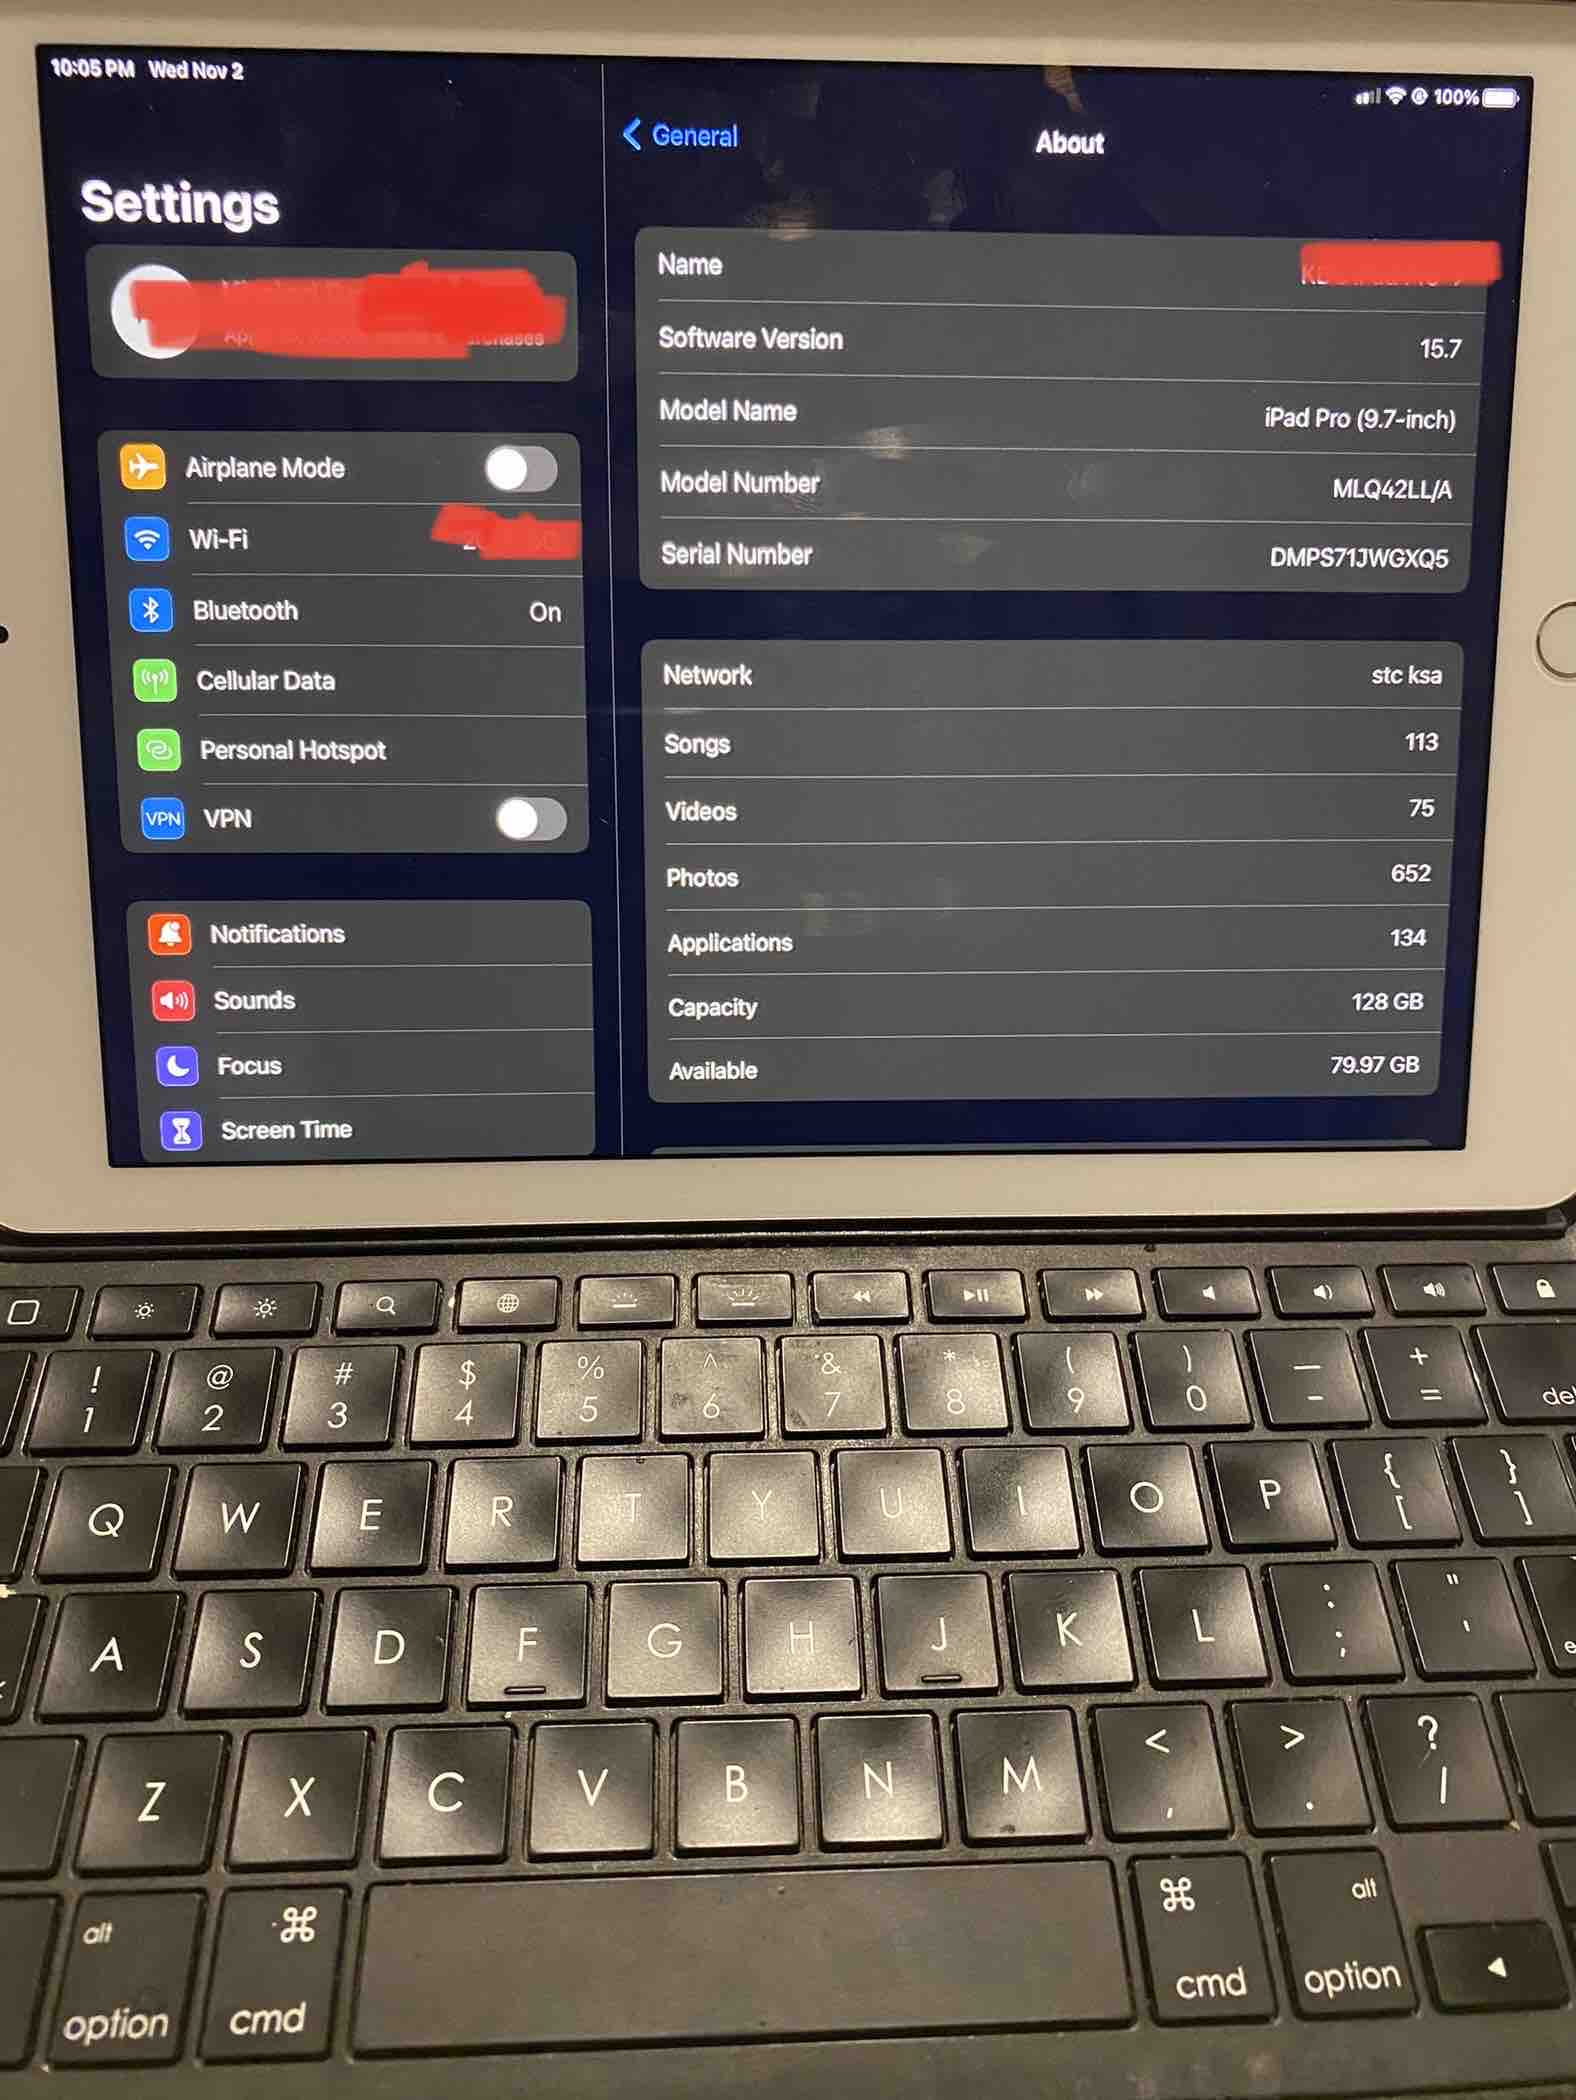 10:05 PM Wed Nov 2
100%
Settings
Airplane Mode
Wi-Fi
Bluetooth On
Cellular Data
Personal Hotspot
VPN VPN
Notifications
Sounds
Focus
Screen Time
General
About
Name
Software Version 15.7
Model Name iPad Pro (9.7-inch)
Model Number MLQ42LL/A
Serial Number DMPS71JWGXQ5
Network stc ksa
Songs 113
Videos 75
Photos 652
Applications 134
Capacity 128 GB
Available 79.97 GB
! @ # $ % ^ & * ( ) — +
1 2 3 4 5 6 7 8 9 0 - = del
Q W E R T Y U I O P { }
[ ]
A S D F G H J K L : "
; '
Z X C V B N M < > ?
, . /
alt ⌘ ⌘ alt
option cmd cmd option